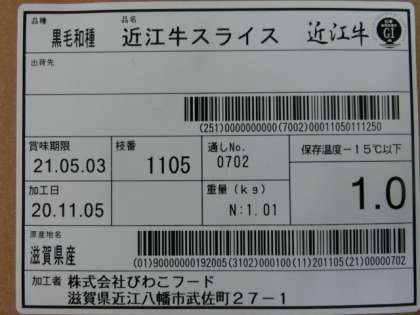 品種 品名
黒毛和種 近江牛スライス 近江牛 GI
出荷先
(251)0000000000(7002)00011050111250
賞味期限 枝番 通しNo. 保存温度-15℃以下
21.05.03 1105 0702
加工日 重量(kg) 1.0
20.11.05 N:1.01
原産地名
滋賀県産
(01)90000000192005(3102)000100(11)201105(21)00000702
加工者 株式会社びわこフード
滋賀県近江八幡市武佐町27-1